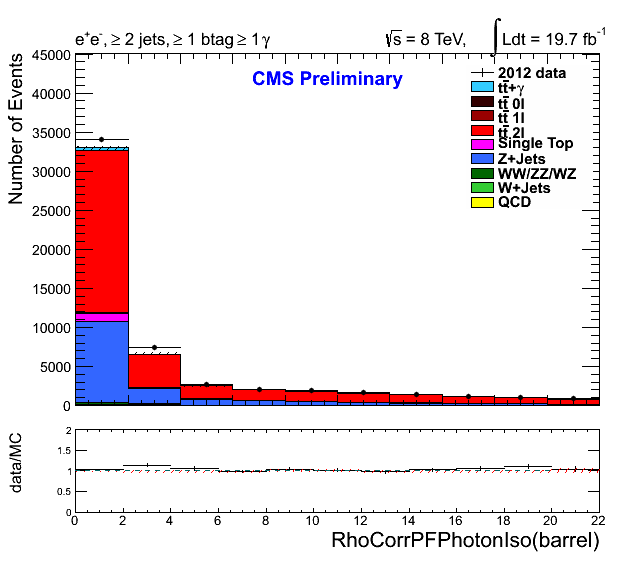 e⁺e⁻, ≥ 2 jets, ≥ 1 btag ≥ 1 γ
√s = 8 TeV, ∫ Ldt = 19.7 fb⁻¹
CMS Preliminary
Number of Events
45000
40000
35000
30000
25000
20000
15000
10000
5000
0
2012 data
tt̄+γ
tt̄ 0l
tt̄ 1l
tt̄ 2l
Single Top
Z+Jets
WW/ZZ/WZ
W+Jets
QCD
data/MC
2
1.5
1
0.5
0
0 2 4 6 8 10 12 14 16 18 20 22
RhoCorrPFPhotonIso(barrel)